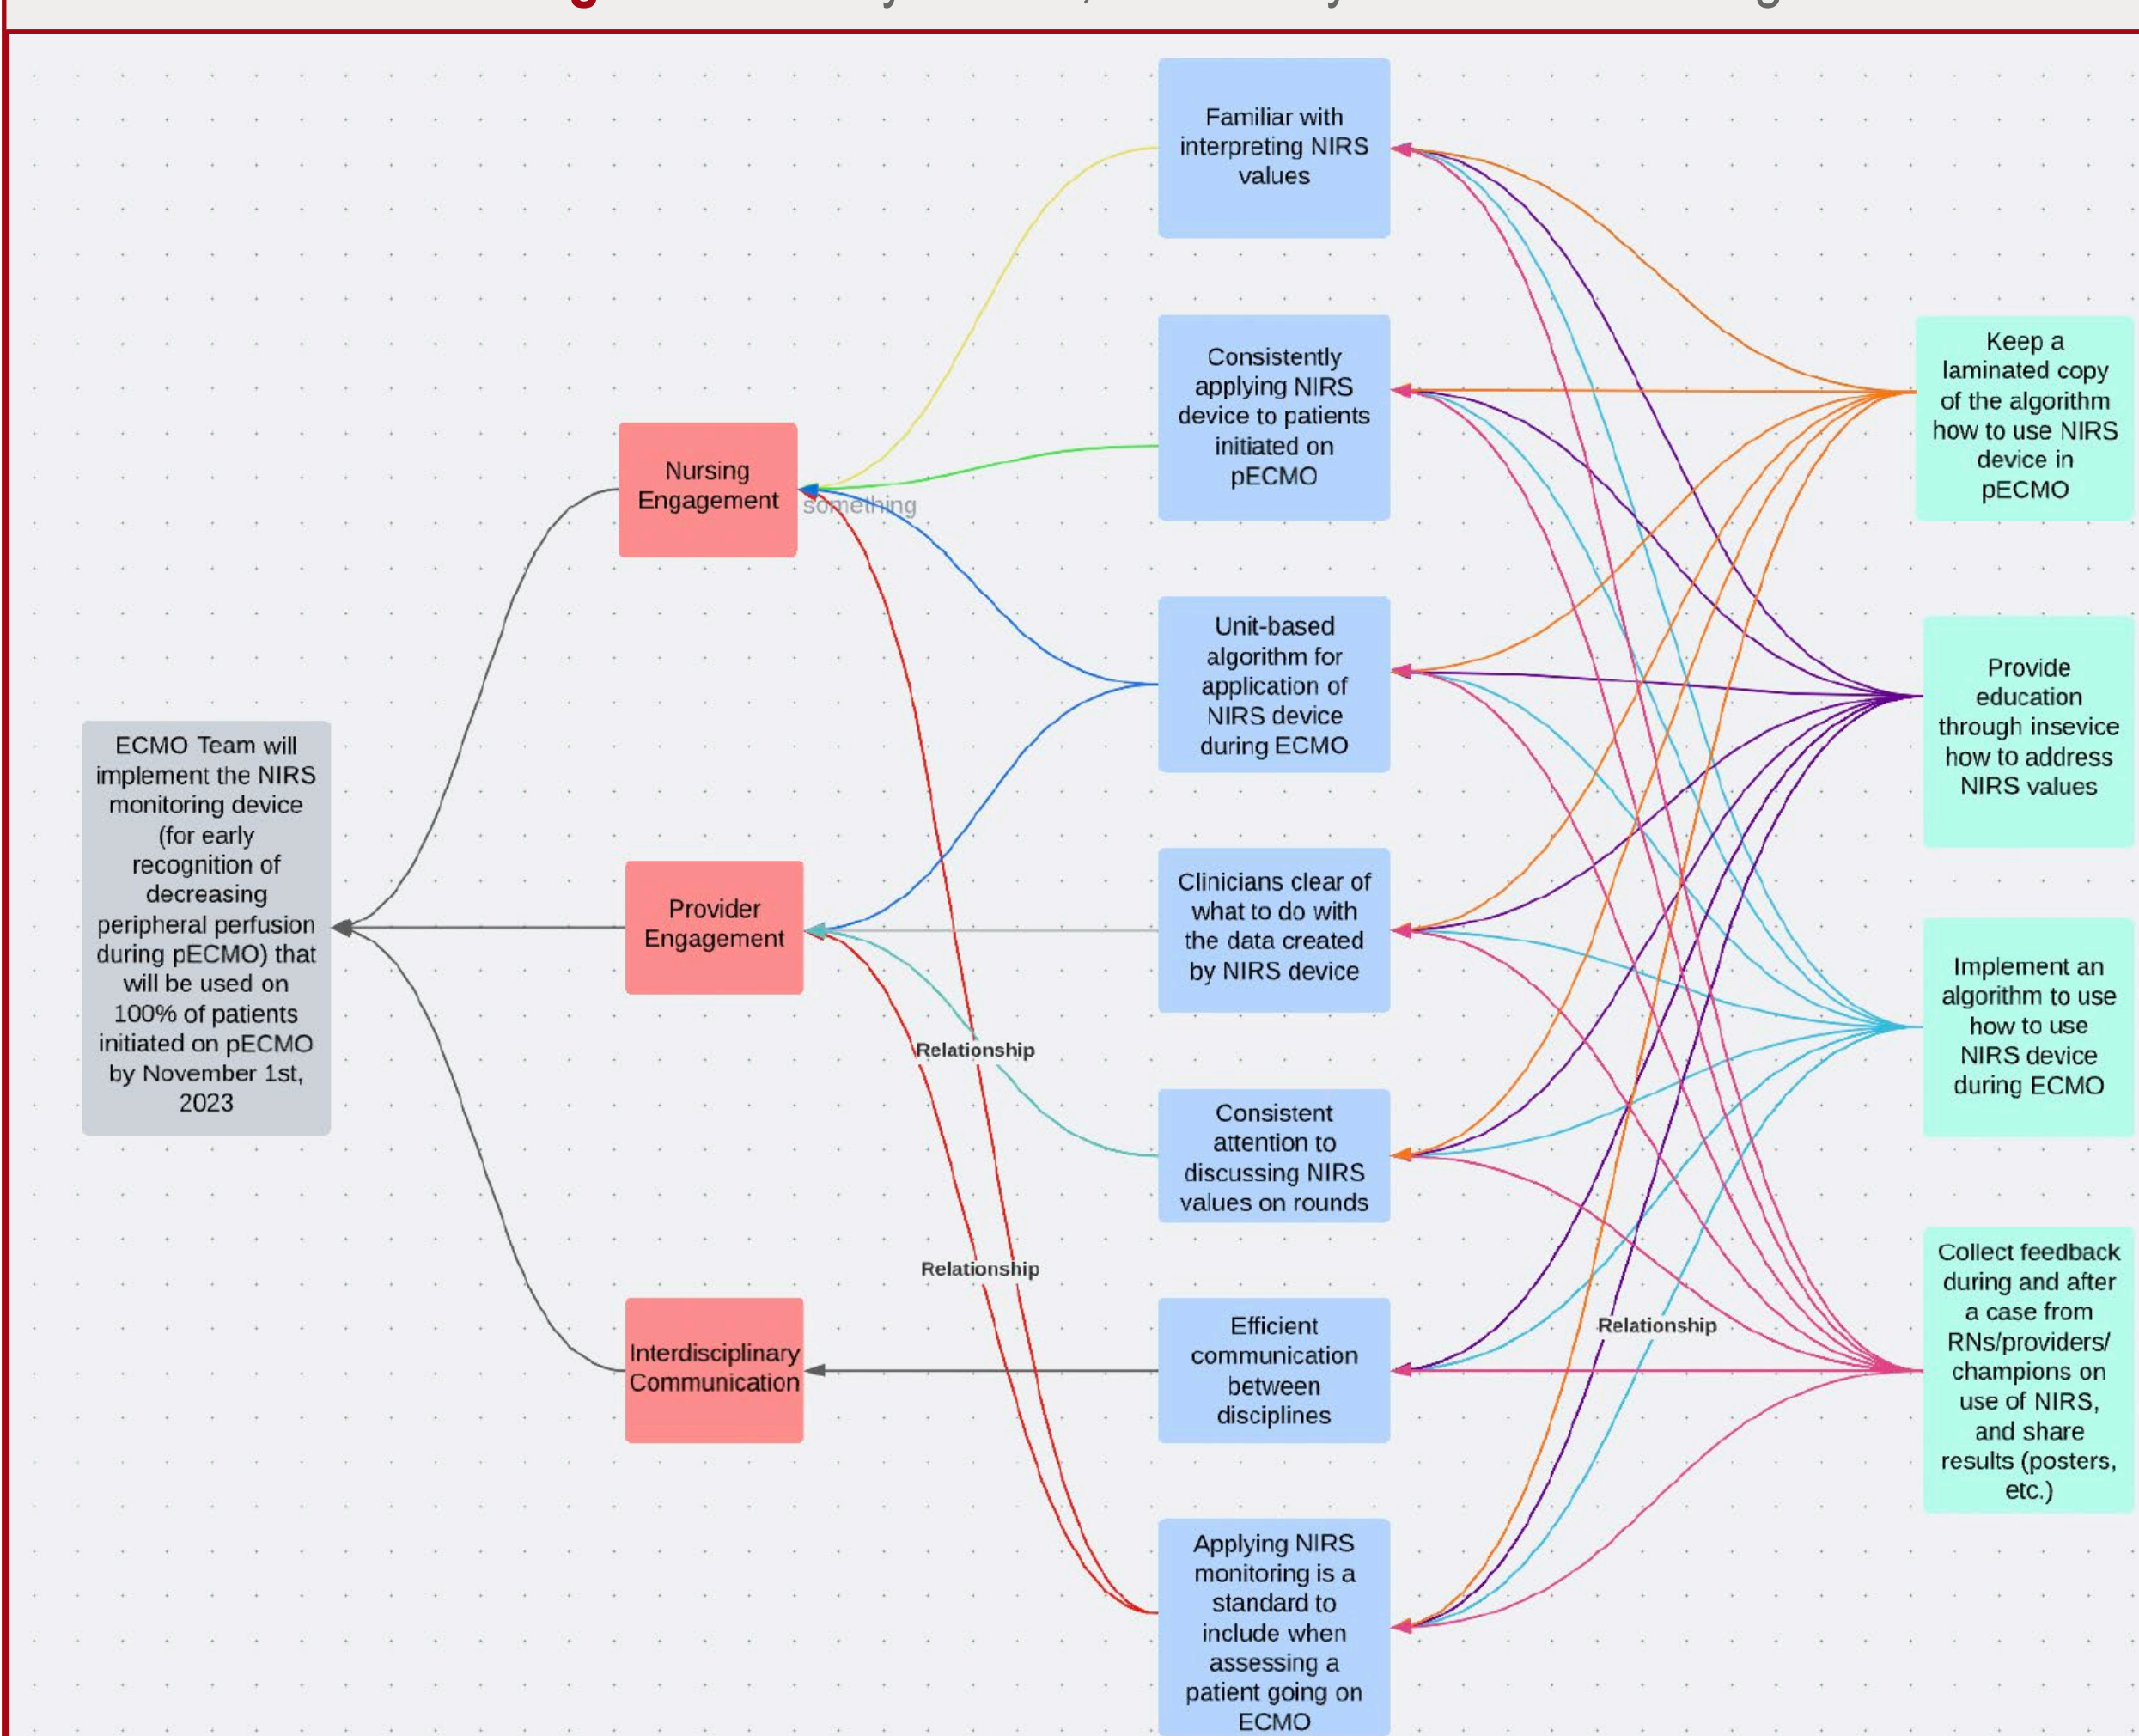 ECMO Team will
implement the NIRS
monitoring device
(for early
recognition of
decreasing
peripheral perfusion
during pECMO) that
will be used on
100% of patients
initiated on pECMO
by November 1st,
2023
Nursing
Engagement
something
Provider
Engagement
Interdisciplinary
Communication
Relationship
Relationship
Familiar with
interpreting NIRS
values
Consistently
applying NIRS
device to patients
initiated on
pECMO
Unit-based
algorithm for
application of
NIRS device
during ECMO
Clinicians clear of
what to do with
the data created
by NIRS device
Consistent
attention to
discussing NIRS
values on rounds
Efficient
communication
between
disciplines
Applying NIRS
monitoring is a
standard to
include when
assessing a
patient going on
ECMO
Relationship
Keep a
laminated copy
of the algorithm
how to use NIRS
device in
pECMO
Provide
education
through insevice
how to address
NIRS values
Implement an
algorithm to use
how to use
NIRS device
during ECMO
Collect feedback
during and after
a case from
RNs/providers/
champions on
use of NIRS,
and share
results (posters,
etc.)